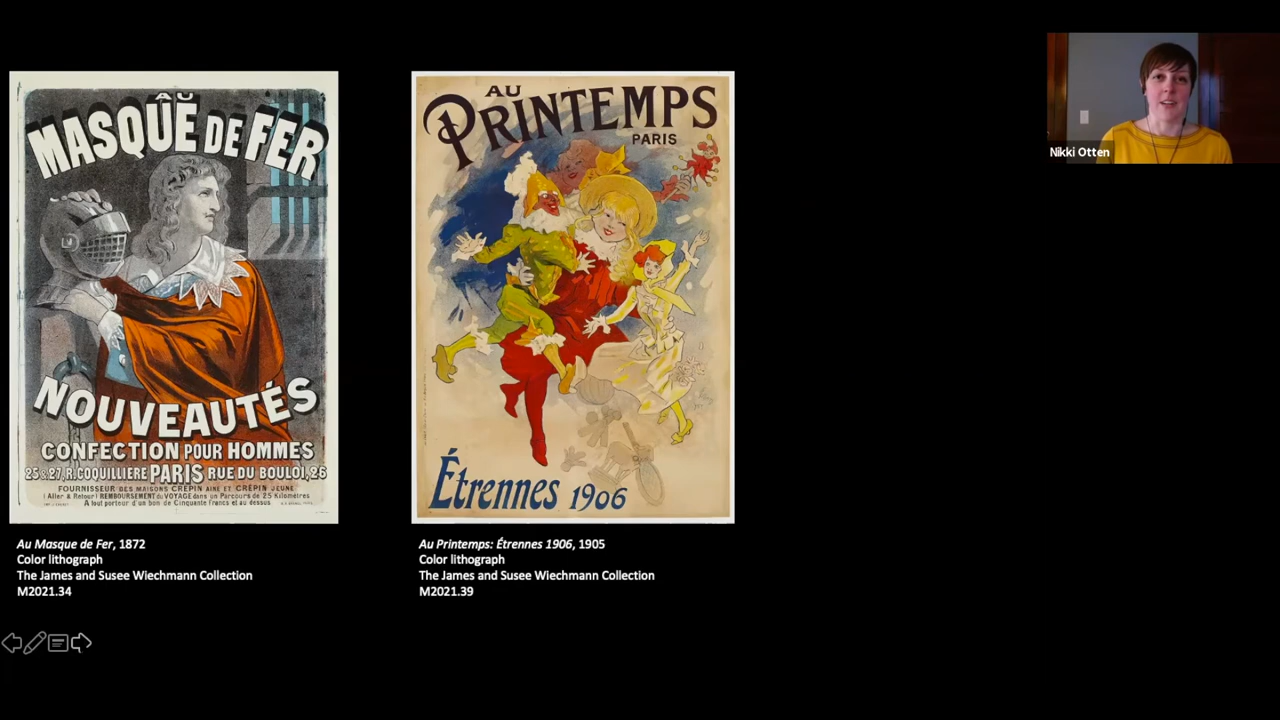 AU
MASQUE DE FER
NOUVEAUTÉS
CONFECTION POUR HOMMES
25 & 27, R. COQUILLIERE PARIS RUE DU BOULOI, 26
FOURNISSEUR DES MAISONS CRÉPIN AINÉ ET CRÉPIN JEUNE
(Aller & Retour) REMBOURSEMENT du VOYAGE dans un Parcours de 25 Kilomètres
A tout porteur d'un bon de Cinquante Francs et au dessus
AU
PRINTEMPS
PARIS
Étrennes 1906
Nikki Otten
Au Masque de Fer, 1872
Color lithograph
The James and Susee Wiechmann Collection
M2021.34
Au Printemps: Étrennes 1906, 1905
Color lithograph
The James and Susee Wiechmann Collection
M2021.39